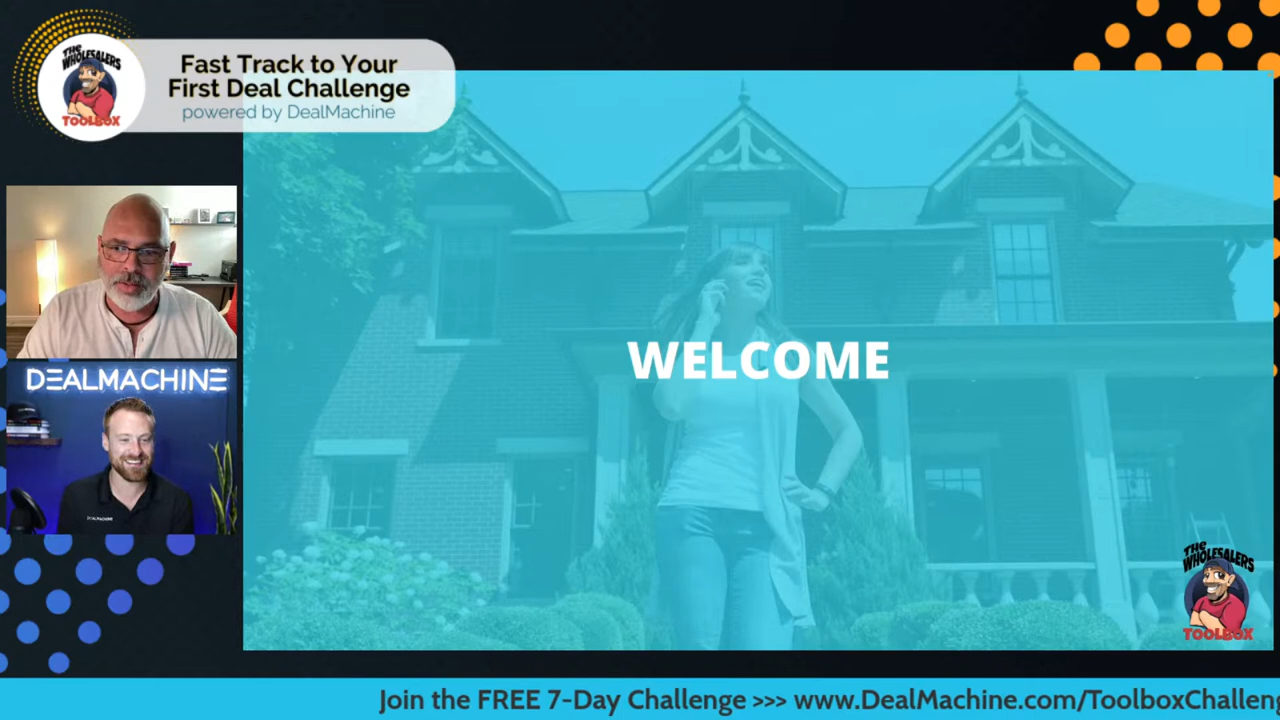 THE
WHOLESALERS
TOOLBOX
Fast Track to Your
First Deal Challenge
powered by DealMachine
DEALMACHINE
DEALMACHINE
WELCOME
THE
WHOLESALERS
TOOLBOX
Join the FREE 7-Day Challenge >>> www.DealMachine.com/ToolboxChalleng